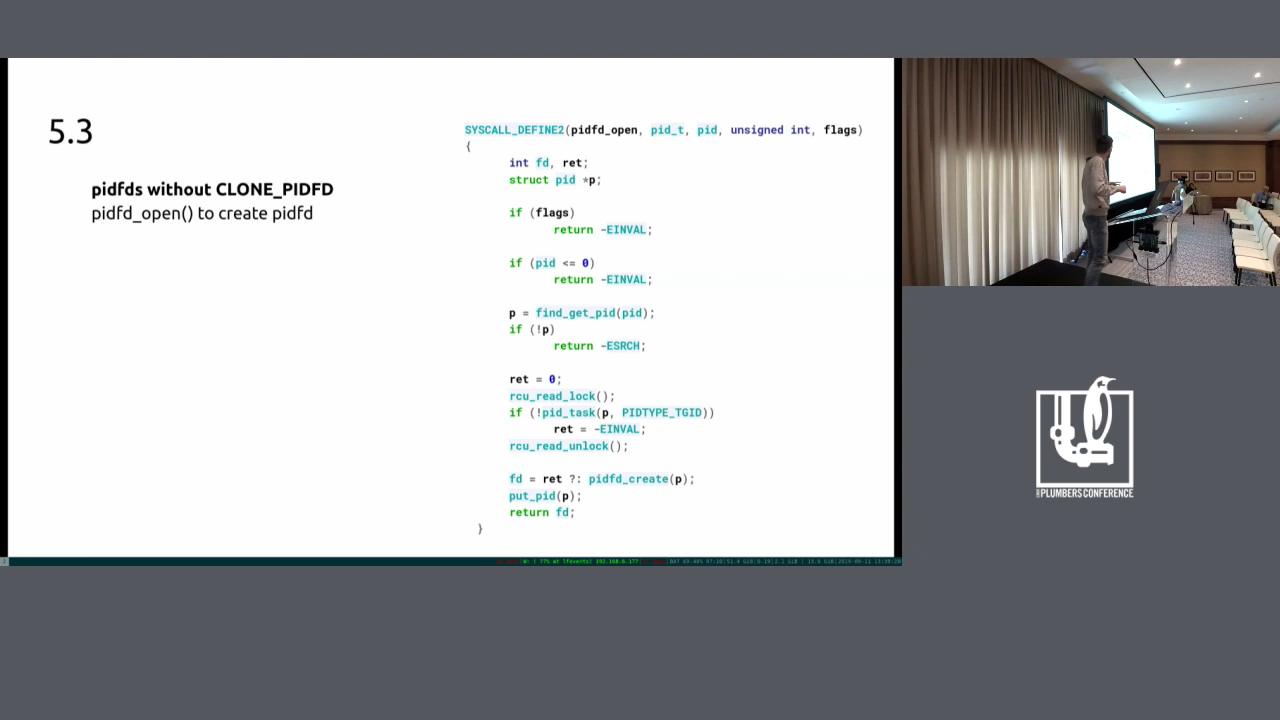 5.3
pidfds without CLONE_PIDFD
pidfd_open() to create pidfd
SYSCALL_DEFINE2(pidfd_open, pid_t, pid, unsigned int, flags)
{
int fd, ret;
struct pid *p;
if (flags)
return -EINVAL;
if (pid <= 0)
return -EINVAL;
p = find_get_pid(pid);
if (!p)
return -ESRCH;
ret = 0;
rcu_read_lock();
if (!pid_task(p, PIDTYPE_TGID))
ret = -EINVAL;
rcu_read_unlock();
fd = ret ?: pidfd_create(p);
put_pid(p);
return fd;
}
PLUMBERS CONFERENCE